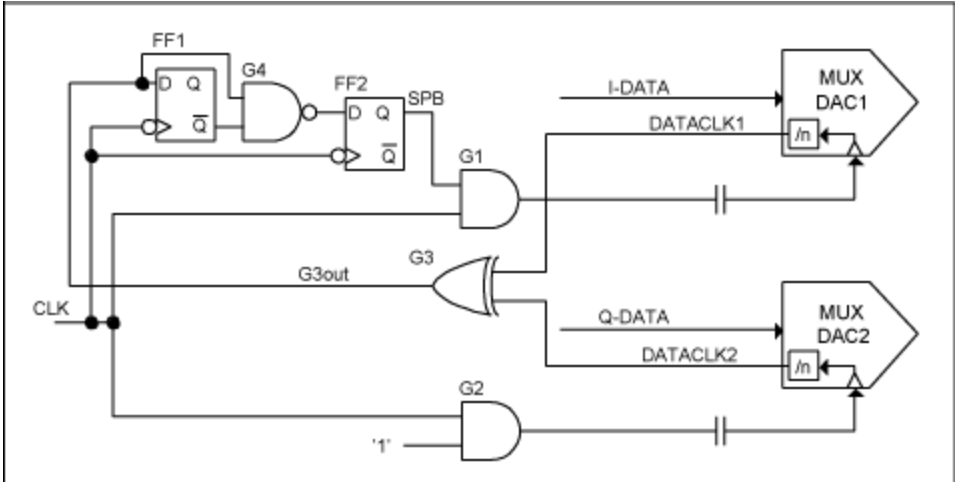 FF1
G4
D Q
Q
FF2
D Q
Q
SPB
G1
I-DATA
DATACLK1
MUX
DAC1
/n
G3
G3out
CLK
Q-DATA
DATACLK2
MUX
DAC2
/n
G2
'1'